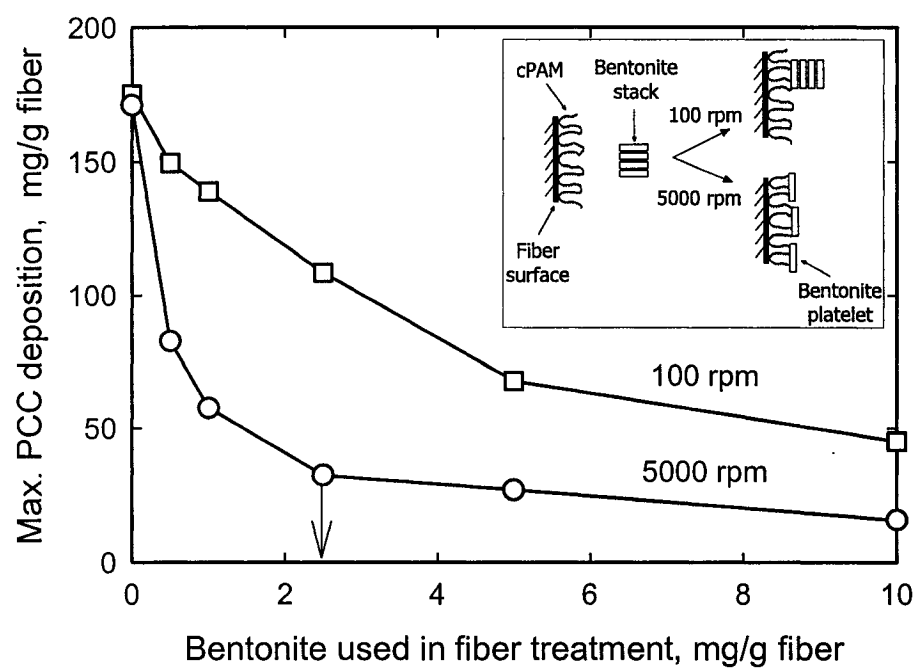 200
150
100
50
0
Max. PCC deposition, mg/g fiber
cPAM
Bentonite
stack
100 rpm
5000 rpm
Fiber
surface
Bentonite
platelet
100 rpm
5000 rpm
0 2 4 6 8 10
Bentonite used in fiber treatment, mg/g fiber